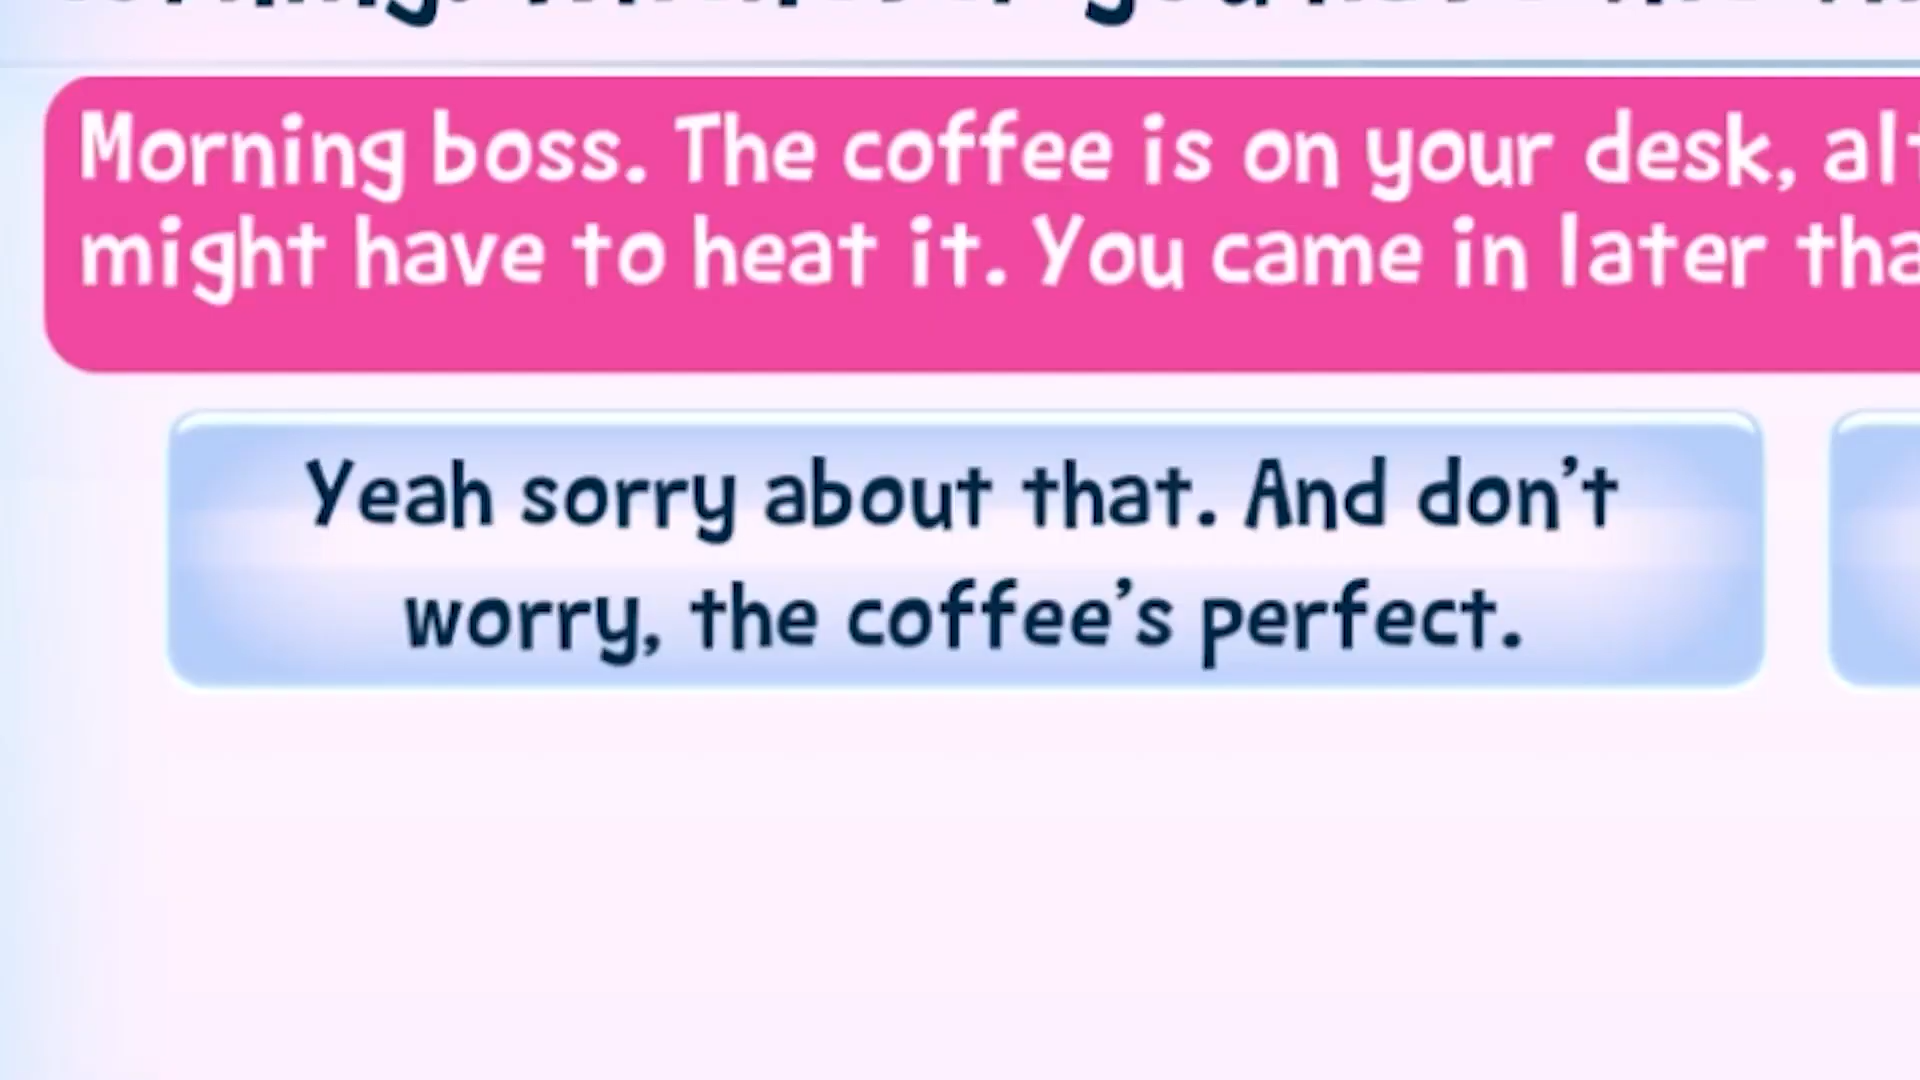 Morning boss. The coffee is on your desk,
might have to heat it. You came in later
Yeah sorry about that. And don't
worry, the coffee's perfect.